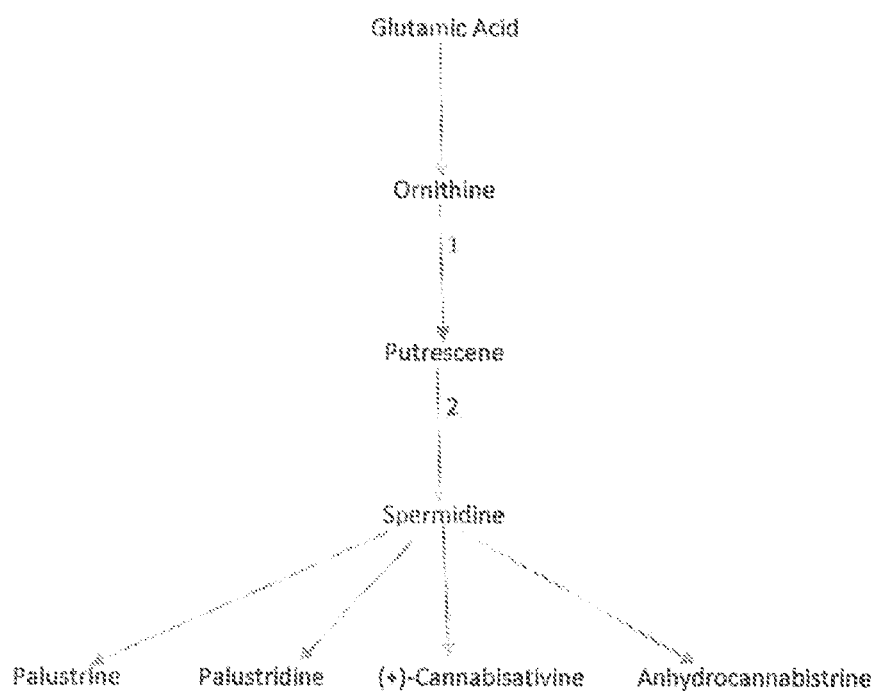 Glutamic Acid
Ornithine
1
Putrescene
2
Spermidine
Palustrine Palustridine (+)-Cannabisativine Anhydrocannabistrine